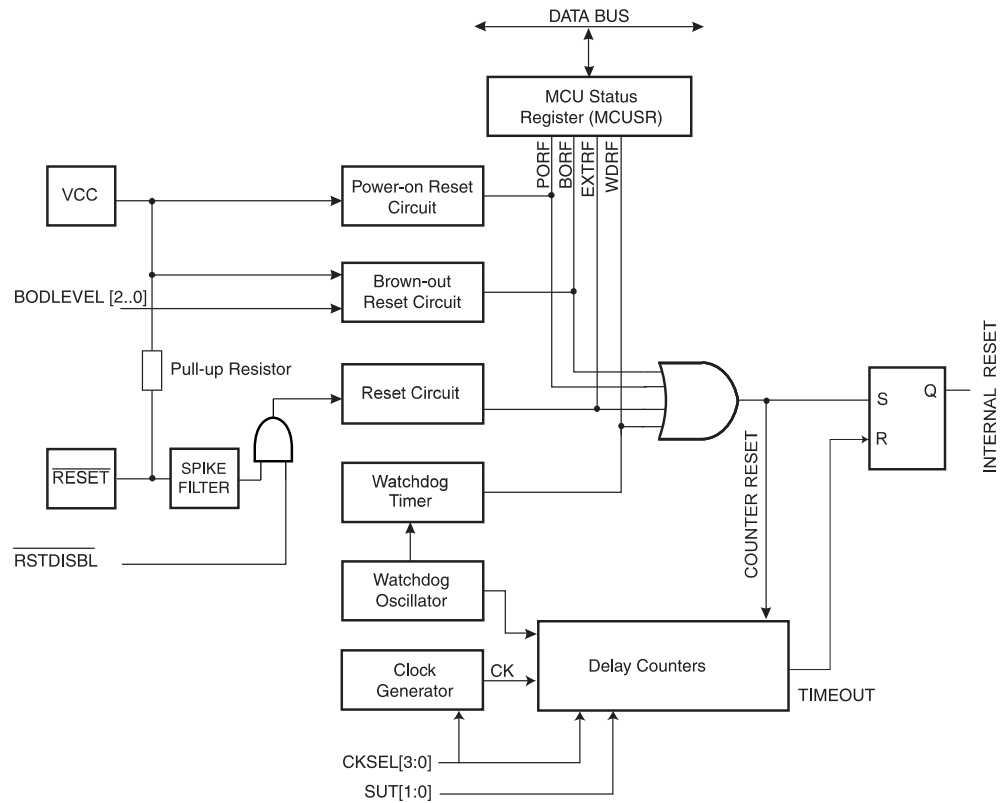 DATA BUS
MCU Status
Register (MCUSR)
PORF
BORF
EXTRF
WDRF
VCC
Power-on Reset
Circuit
BODLEVEL [2..0]
Brown-out
Reset Circuit
Pull-up Resistor
Reset Circuit
S
Q
R
INTERNAL RESET
RESET
SPIKE
FILTER
Watchdog
Timer
COUNTER RESET
RSTDISBL
Watchdog
Oscillator
Clock
Generator
CK
Delay Counters
TIMEOUT
CKSEL[3:0]
SUT[1:0]